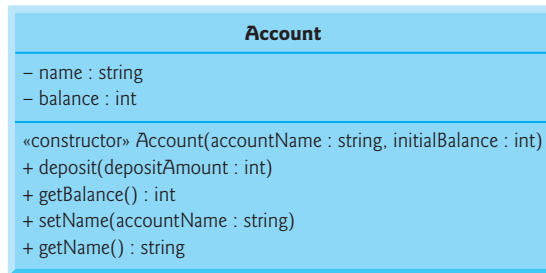 Account
– name : string
– balance : int
«constructor» Account(accountName : string, initialBalance : int)
+ deposit(depositAmount : int)
+ getBalance() : int
+ setName(accountName : string)
+ getName() : string